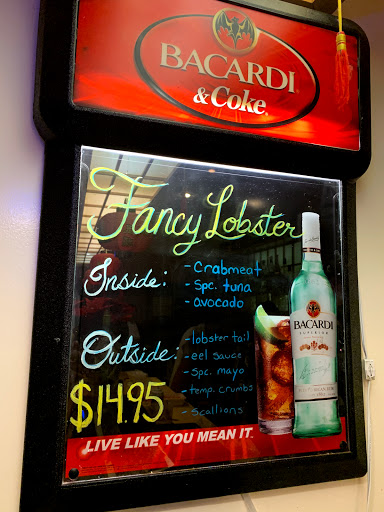 BACARDI
& Coke
Fancy Lobster
Inside:
- Crabmeat
- Spc. tuna
- avocado
Outside:
- lobster tail
- eel sauce
- Spc. mayo
- temp. crumbs
- scallions
$14.95
BACARDI
SUPERIOR
LIVE LIKE YOU MEAN IT.